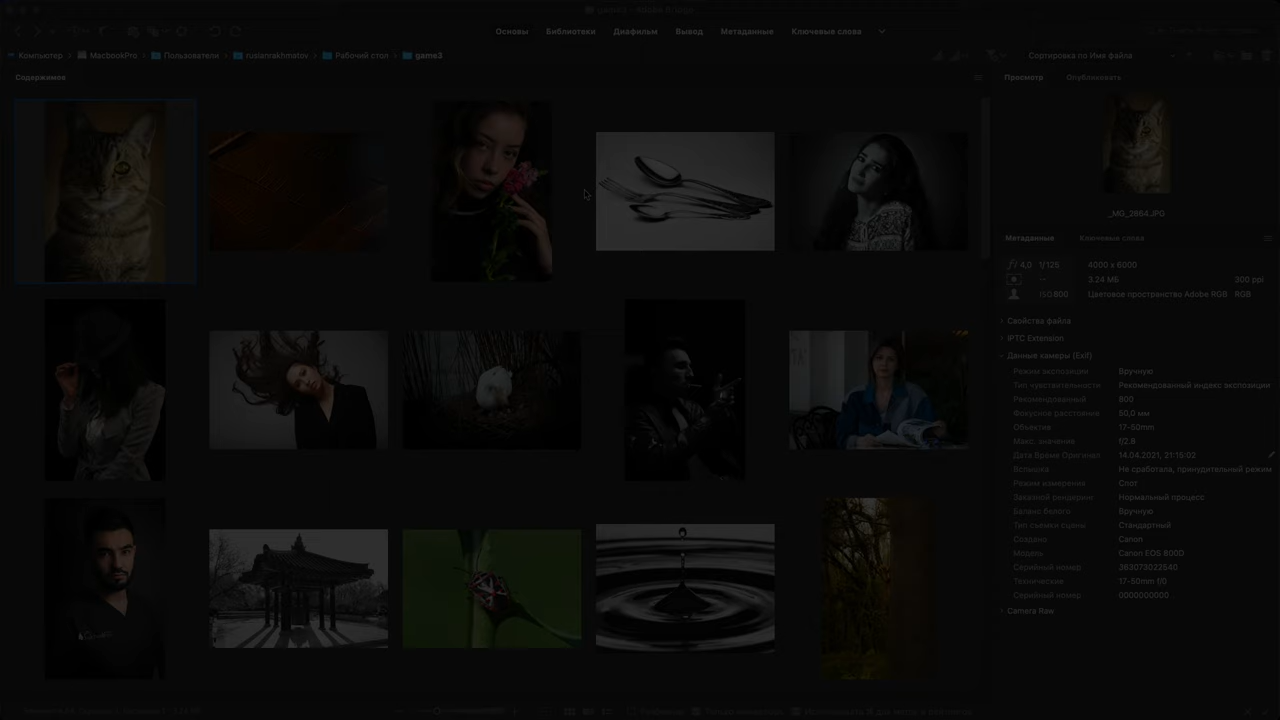 Основы Библиотеки Диафильм Вывод Метаданные Ключевые слова
Компьютер MacbookPro Пользователи ruslanrakhmatov Рабочий стол game3
Сортировка по Имя файла
Содержимое
Просмотр Опубликовать
_MG_2864.JPG
Метаданные Ключевые слова
f/ 4,0 1/125 4000 x 6000
-- 3.24 МБ 300 ppi
ISO800 Цветовое пространство Adobe RGB RGB
Свойства файла
IPTC Extension
Данные камеры (Exif)
Режим экспозиции Вручную
Тип чувствительности Рекомендованный индекс экспозиции
Рекомендованный 800
Фокусное расстояние 50,0 мм
Объектив 17-50mm
Макс. значение f/2.8
Дата Время Оригинал 14.04.2021, 21:15:02
Вспышка Не сработала, принудительный режим
Режим измерения Спот
Заказной рендеринг Нормальный процесс
Баланс белого Вручную
Тип съемки сцены Стандартный
Создано Canon
Модель Canon EOS 800D
Серийный номер 383073022540
Технические 17-50mm f/0
Серийный номер 0000000000
Camera Raw